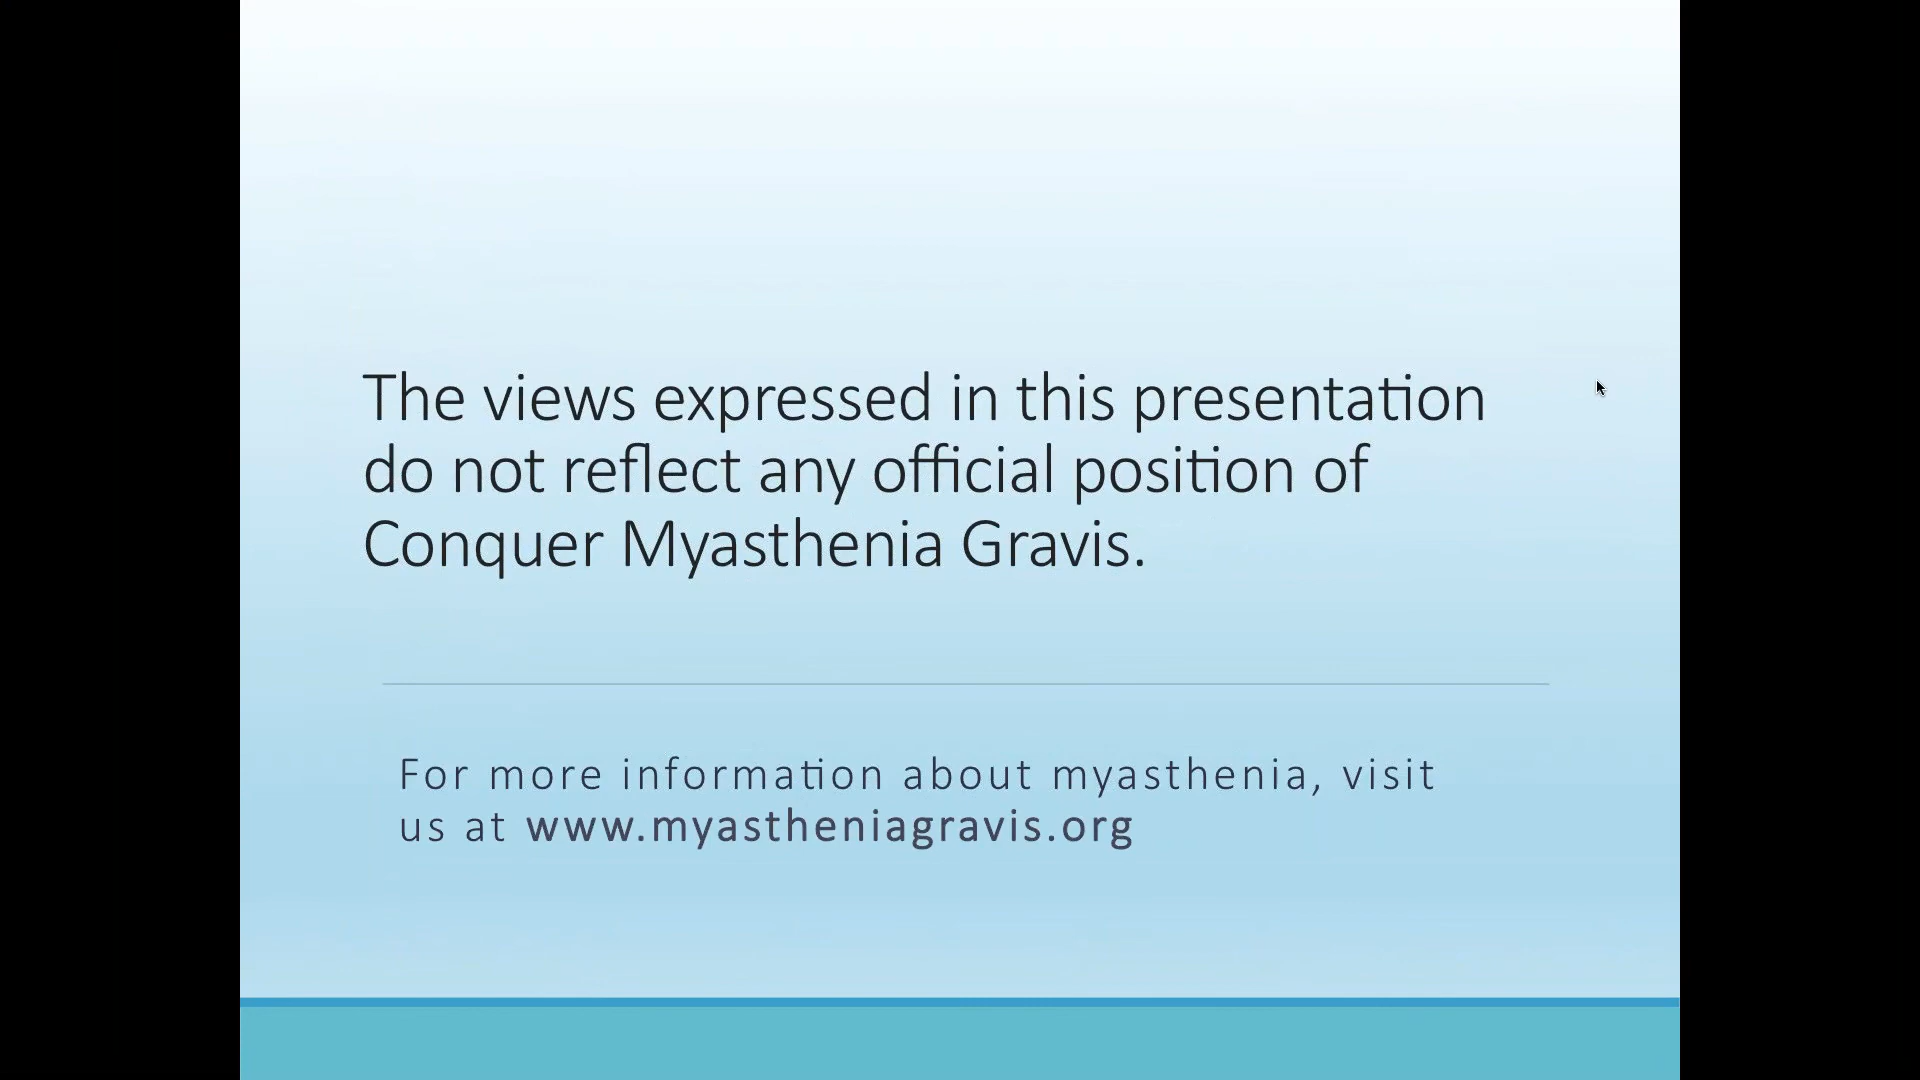 The views expressed in this presentation
do not reflect any official position of
Conquer Myasthenia Gravis.
For more information about myasthenia, visit
us at www.myastheniagravis.org